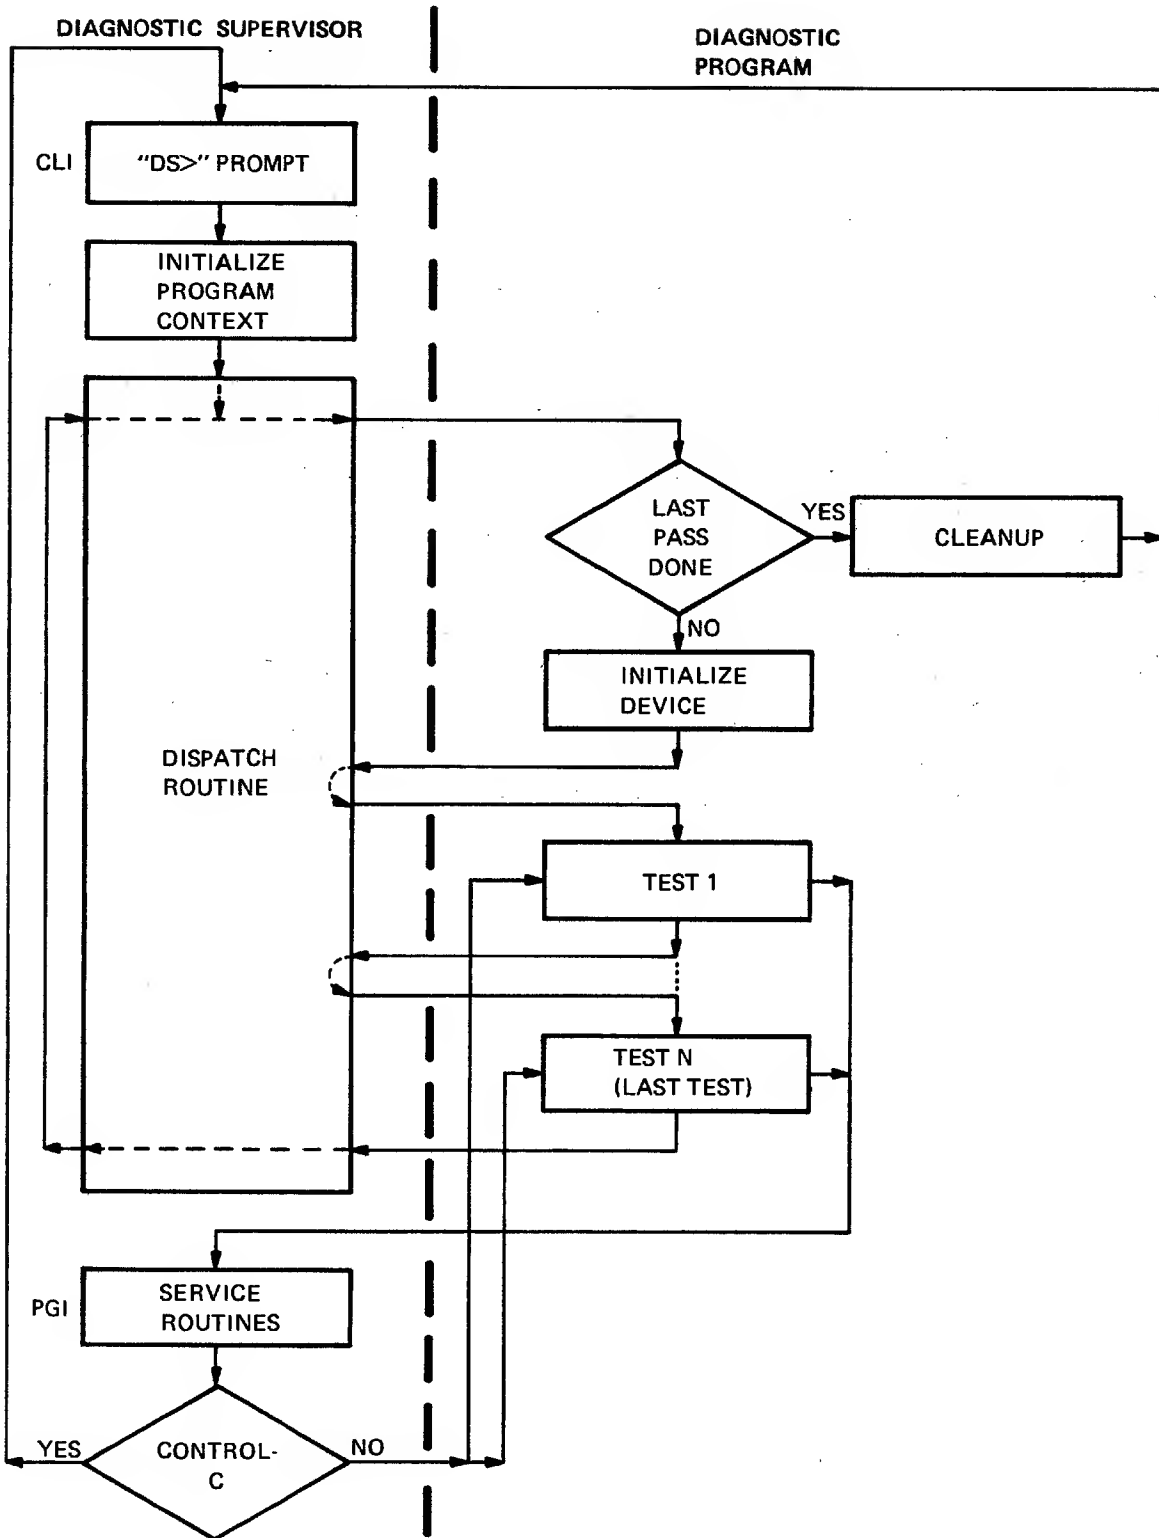 DIAGNOSTIC SUPERVISOR
DIAGNOSTIC
PROGRAM
CLI
"DS>" PROMPT
INITIALIZE
PROGRAM
CONTEXT
LAST
PASS
DONE
YES
CLEANUP
NO
INITIALIZE
DEVICE
DISPATCH
ROUTINE
TEST 1
TEST N
(LAST TEST)
PGI
SERVICE
ROUTINES
YES
CONTROL-
C
NO